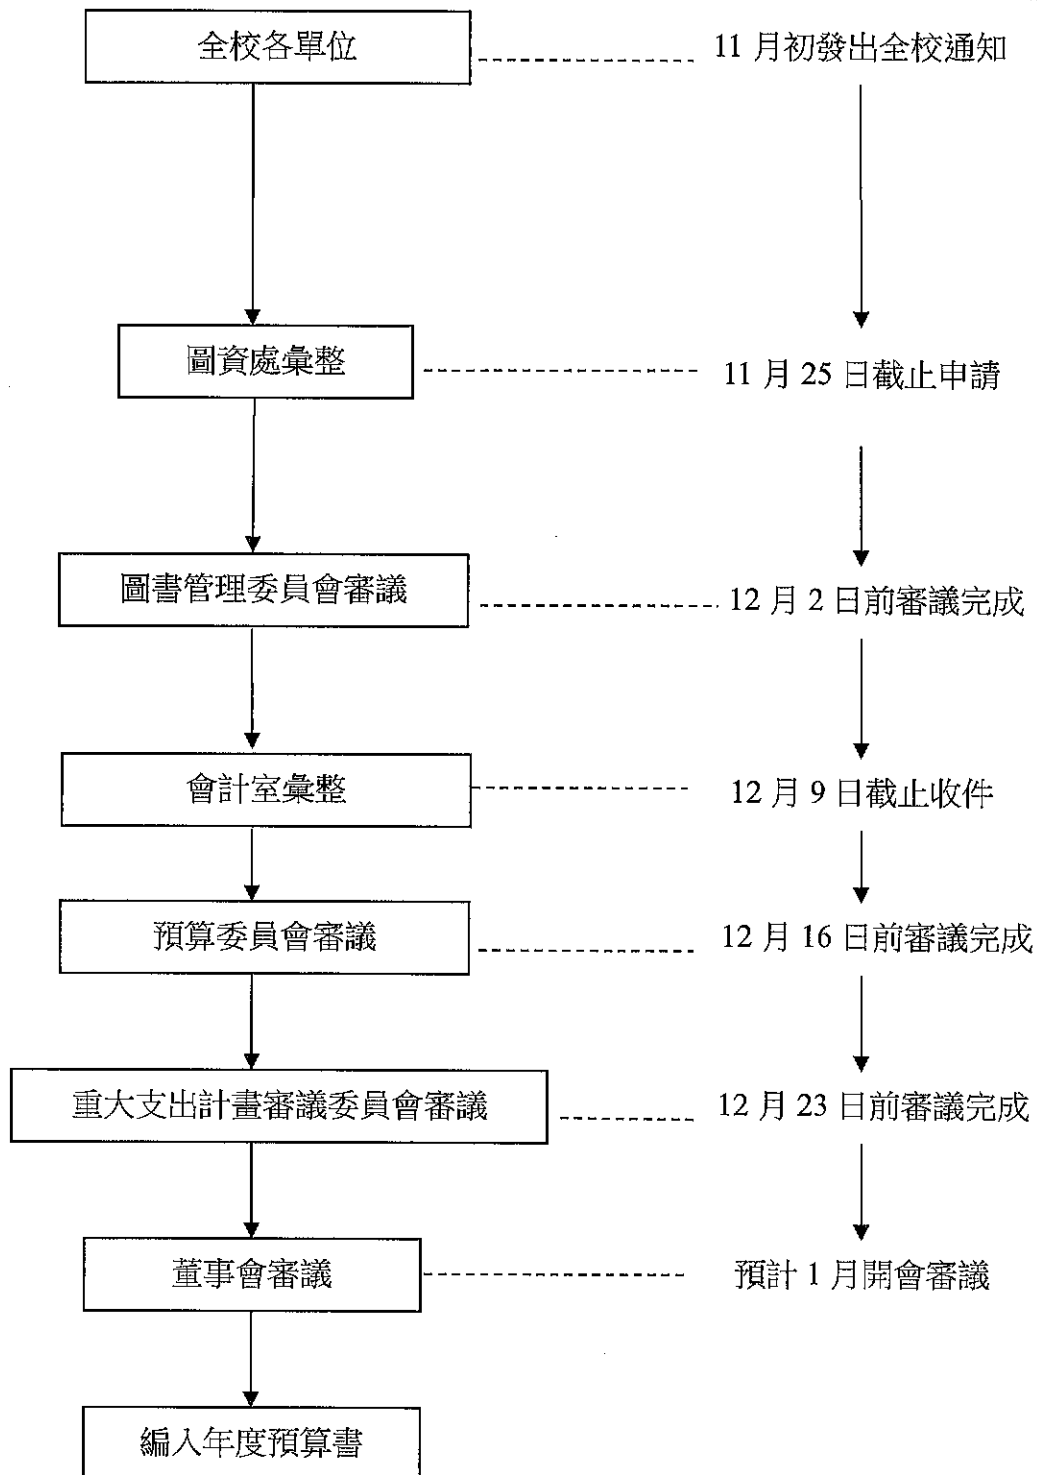 全校各單位
11 月初發出全校通知
圖資處彙整
11 月 25 日截止申請
圖書管理委員會審議
12 月 2 日前審議完成
會計室彙整
12 月 9 日截止收件
預算委員會審議
12 月 16 日前審議完成
重大支出計畫審議委員會審議
12 月 23 日前審議完成
董事會審議
預計 1 月開會審議
編入年度預算書